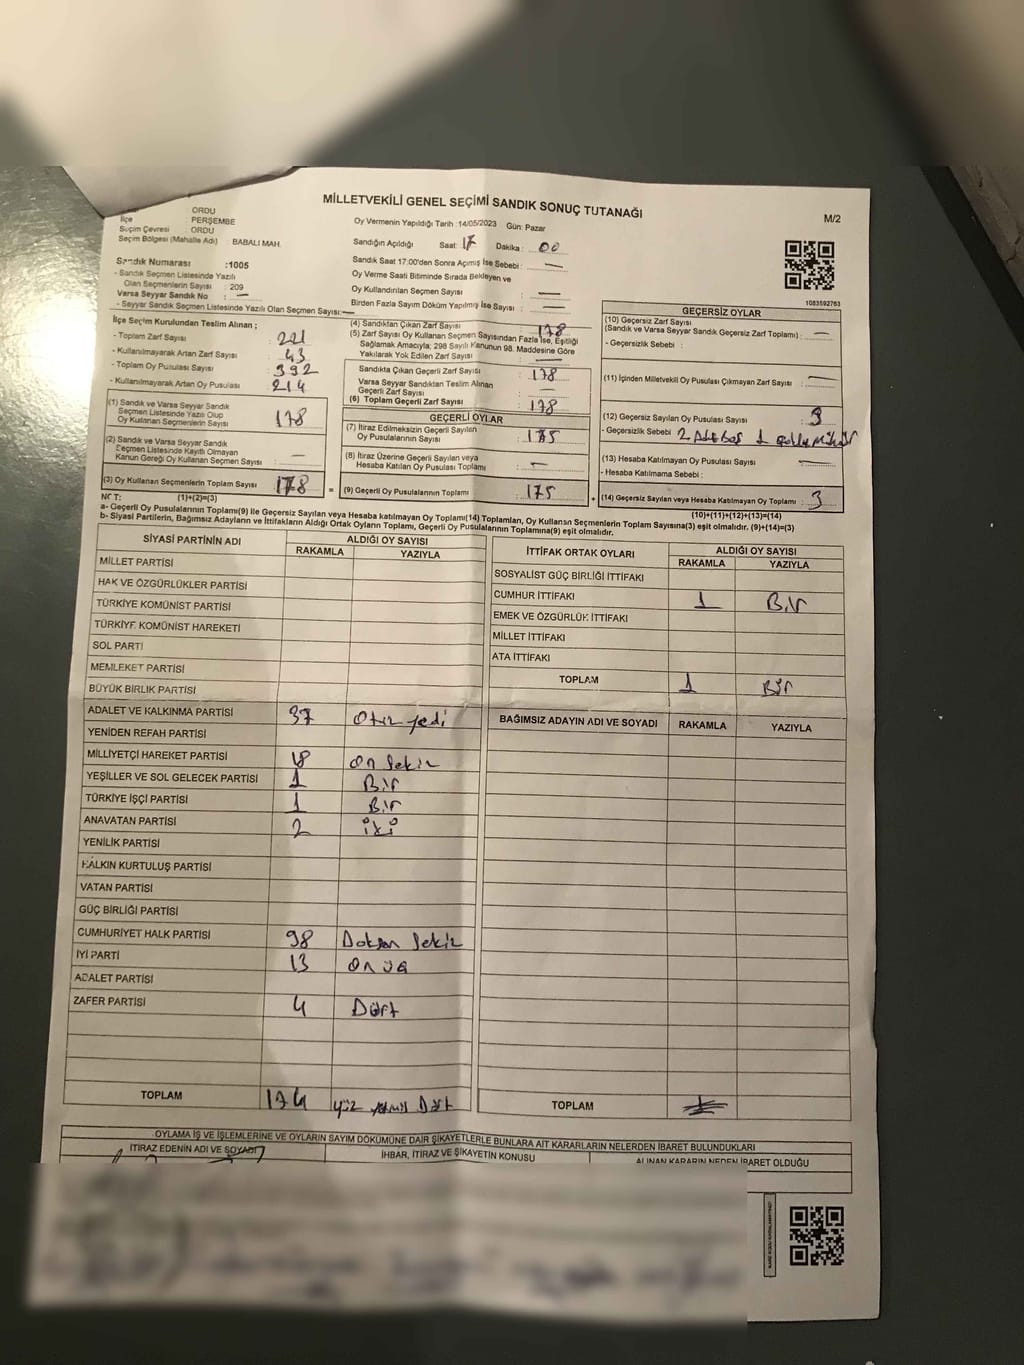 MİLLETVEKİLİ GENEL SEÇİMİ SANDIK SONUÇ TUTANAĞI
M/2
ORDU
İlçe PERŞEMBE
Seçim Çevresi : ORDU
Seçim Bölgesi (Mahalle Adı) : BABALI MAH.
Oy Vermenin Yapıldığı Tarih :14/05/2023 Gün: Pazar
Sandığın Açıldığı Saat: 17 Dakika : 00
Sandık Saat 17:00'den Sonra Açımış İse Sebebi : —
Oy Verme Saati Bitiminde Sırada Bekleyen ve
Oy Kullandırılan Seçmen Sayısı : —
Birden Fazla Sayım Döküm Yapılmış İse Sayısı : —
1083592763
Sandık Numarası :1005
- Sandık Seçmen Listesinde Yazılı
Olan Seçmenlerin Sayısı : 209
Varsa Seyyar Sandık No : —
- Seyyar Sandık Seçmen Listesinde Yazılı Olan Seçmen Sayısı: —
İlçe Seçim Kurulundan Teslim Alınan ;
- Toplam Zarf Sayısı : 221
- Kullanılmayarak Artan Zarf Sayısı : 43
- Toplam Oy Pusulası Sayısı : 392
- Kullanılmayarak Artan Oy Pusulası : 214
(1) Sandık ve Varsa Seyyar Sandık
Seçmen Listesinde Yazılı Olup
Oy Kullanan Seçmenlerin Sayısı : 178
(2) Sandık ve Varsa Seyyar Sandık
Seçmen Listesinde Kayıtlı Olmayan
Kanun Gereği Oy Kullanan Seçmen Sayısı : —
(3) Oy Kullanan Seçmenlerin Toplam Sayısı : 178
(1)+(2)=(3)
(4) Sandıktan Çıkan Zarf Sayısı : 178
(5) Zarf Sayısı Oy Kullanan Seçmen Sayısından Fazla İse, Eşitliği
Sağlamak Amacıyla; 298 Sayılı Kanunun 98. Maddesine Göre
Yakılarak Yok Edilen Zarf Sayısı : —
Sandıkta Çıkan Geçerli Zarf Sayısı : 178
Varsa Seyyar Sandıktan Teslim Alınan
Geçerli Zarf Sayısı : —
(6) Toplam Geçerli Zarf Sayısı : 178
GEÇERLİ OYLAR
(7) İtiraz Edilmeksizin Geçerli Sayılan
Oy Pusulalarının Sayısı : 175
(8) İtiraz Üzerine Geçerli Sayılan veya
Hesaba Katılan Oy Pusulası Toplamı : —
= (9) Geçerli Oy Pusulalarının Toplamı : 175
GEÇERSİZ OYLAR
(10) Geçersiz Zarf Sayısı
(Sandık ve Varsa Seyyar Sandık Geçersiz Zarf Toplamı) : —
- Geçersizlik Sebebi :
(11) İçinden Milletvekil Oy Pusulası Çıkmayan Zarf Sayısı : —
(12) Geçersiz Sayılan Oy Pusulası Sayısı : 3
- Geçersizlik Sebebi : 2 Adet Boş 1
(13) Hesaba Katılmayan Oy Pusulası Sayısı : —
- Hesaba Katılmama Sebebi :
+ (14) Geçersiz Sayılan veya Hesaba Katılmayan Oy Toplamı : 3
(10)+(11)+(12)+(13)=(14)
NOT:
a- Geçerli Oy Pusulalarının Toplamı(9) ile Geçersiz Sayılan veya Hesaba Katılmayan Oy Toplamı(14) Toplamları, Oy Kullanan Seçmenlerin Toplam Sayısına(3) eşit olmalıdır. (9)+(14)=(3)
b- Siyasi Partilerin, Bağımsız Adayların ve İttifakların Aldığı Ortak Oyların Toplamı, Geçerli Oy Pusulalarının Toplamına(9) eşit olmalıdır.
SİYASİ PARTİNİN ADI ALDIĞI OY SAYISI
RAKAMLA YAZIYLA
MİLLET PARTİSİ
HAK VE ÖZGÜRLÜKLER PARTİSİ
TÜRKİYE KOMÜNİST PARTİSİ
TÜRKİYE KOMÜNİST HAREKETİ
SOL PARTİ
MEMLEKET PARTİSİ
BÜYÜK BİRLİK PARTİSİ
ADALET VE KALKINMA PARTİSİ 37 Otuz yedi
YENİDEN REFAH PARTİSİ
MİLLİYETÇİ HAREKET PARTİSİ 18 On Sekiz
YEŞİLLER VE SOL GELECEK PARTİSİ 1 Bir
TÜRKİYE İŞÇİ PARTİSİ 1 Bir
ANAVATAN PARTİSİ 2 iki
YENİLİK PARTİSİ
HALKIN KURTULUŞ PARTİSİ
VATAN PARTİSİ
GÜÇ BİRLİĞİ PARTİSİ
CUMHURİYET HALK PARTİSİ 98 Doksan Sekiz
İYİ PARTİ 13 On üç
ADALET PARTİSİ
ZAFER PARTİSİ 4 Dört
TOPLAM 174 yüz yetmiş Dört
İTTİFAK ORTAK OYLARI ALDIĞI OY SAYISI
RAKAMLA YAZIYLA
SOSYALİST GÜÇ BİRLİĞİ İTTİFAKI
CUMHUR İTTİFAKI 1 Bir
EMEK VE ÖZGÜRLÜK İTTİFAKI
MİLLET İTTİFAKI
ATA İTTİFAKI
TOPLAM 1 Bir
BAĞIMSIZ ADAYIN ADI VE SOYADI RAKAMLA YAZIYLA
TOPLAM
OYLAMA İŞ VE İŞLEMLERİNE VE OYLARIN SAYIM DÖKÜMÜNE DAİR ŞİKAYETLERLE BUNLARA AİT KARARLARIN NELERDEN İBARET BULUNDUKLARI
İTİRAZ EDENİN ADI VE SOYADI İHBAR, İTİRAZ VE ŞİKAYETİN KONUSU ALINAN KARARIN NEDEN İBARET OLDUĞU